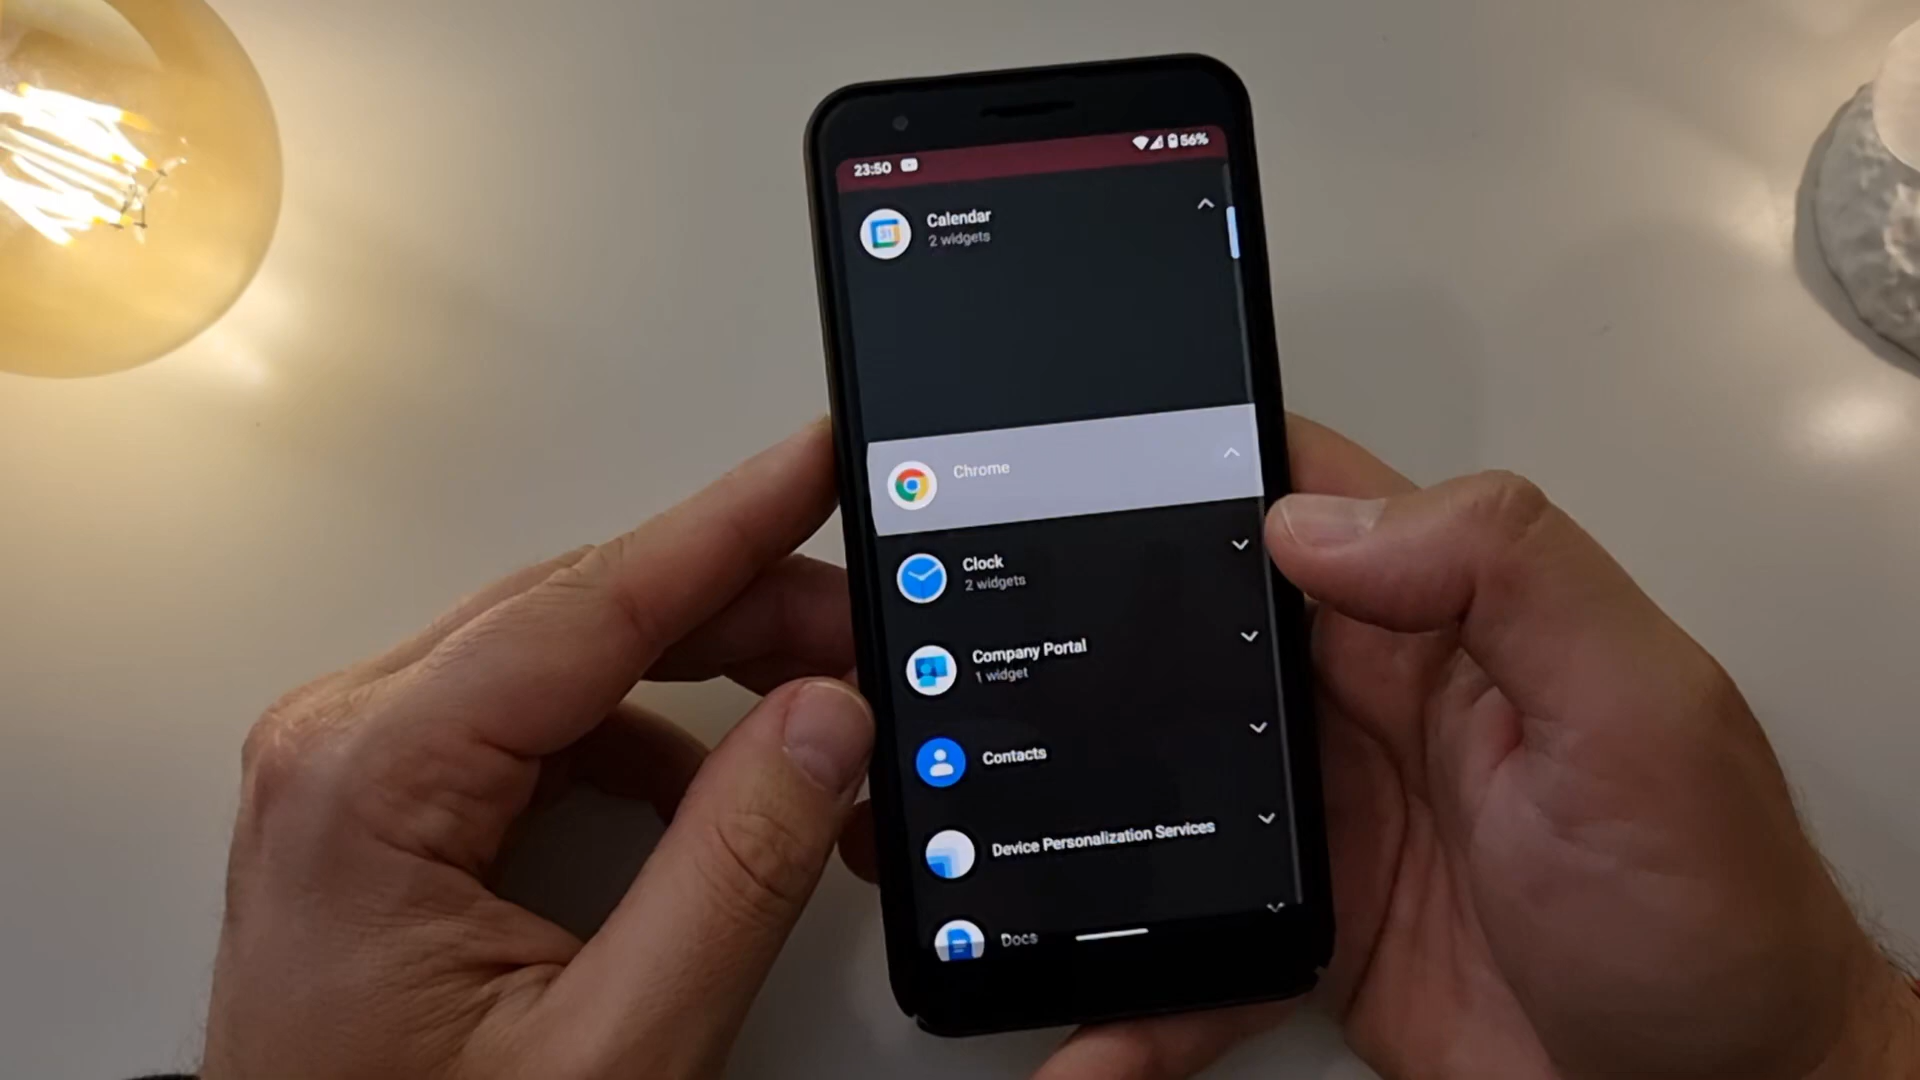 23:50
56%
Calendar
2 widgets
31
Chrome
Clock
2 widgets
Company Portal
1 widget
Contacts
Device Personalization Services
Docs